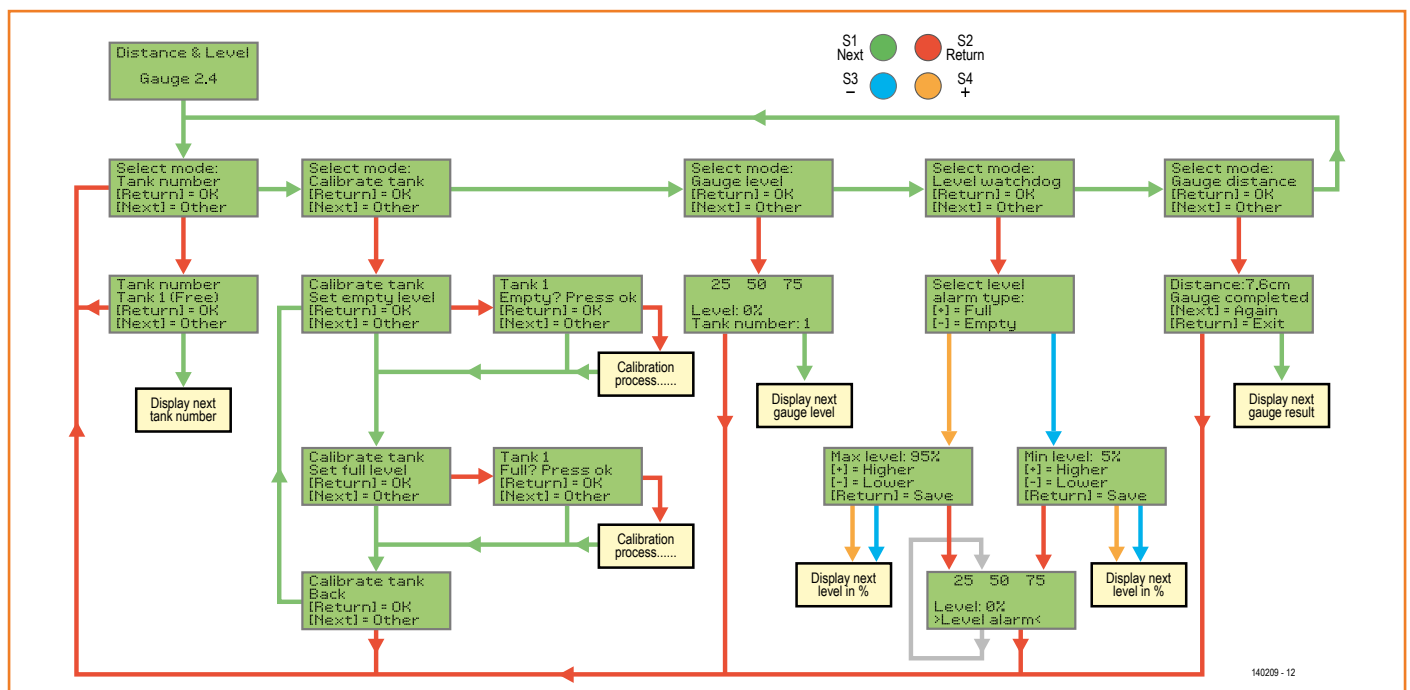 Distance & Level
Gauge 2.4
S1
Next
S2
Return
S3
–
S4
+
Select mode:
Tank number
[Return] = OK
[Next] = Other
Select mode:
Calibrate tank
[Return] = OK
[Next] = Other
Select mode:
Gauge level
[Return] = OK
[Next] = Other
Select mode:
Level watchdog
[Return] = OK
[Next] = Other
Select mode:
Gauge distance
[Return] = OK
[Next] = Other
Tank number
Tank 1 (Free)
[Return] = OK
[Next] = Other
Calibrate tank
Set empty level
[Return] = OK
[Next] = Other
Tank 1
Empty? Press ok
[Return] = OK
[Next] = Other
25 50 75
Level: 0%
Tank number: 1
Select level
alarm type:
[+] = Full
[-] = Empty
Distance:7.6cm
Gauge completed
[Next] = Again
[Return] = Exit
Display next
tank number
Calibration
process......
Display next
gauge level
Display next
gauge result
Calibrate tank
Set full level
[Return] = OK
[Next] = Other
Tank 1
Full? Press ok
[Return] = OK
[Next] = Other
Max level: 95%
[+] = Higher
[-] = Lower
[Return] = Save
Min level: 5%
[+] = Higher
[-] = Lower
[Return] = Save
Calibration
process......
Calibrate tank
Back
[Return] = OK
[Next] = Other
Display next
level in %
25 50 75
Level: 0%
>Level alarm<
Display next
level in %
140209 - 12